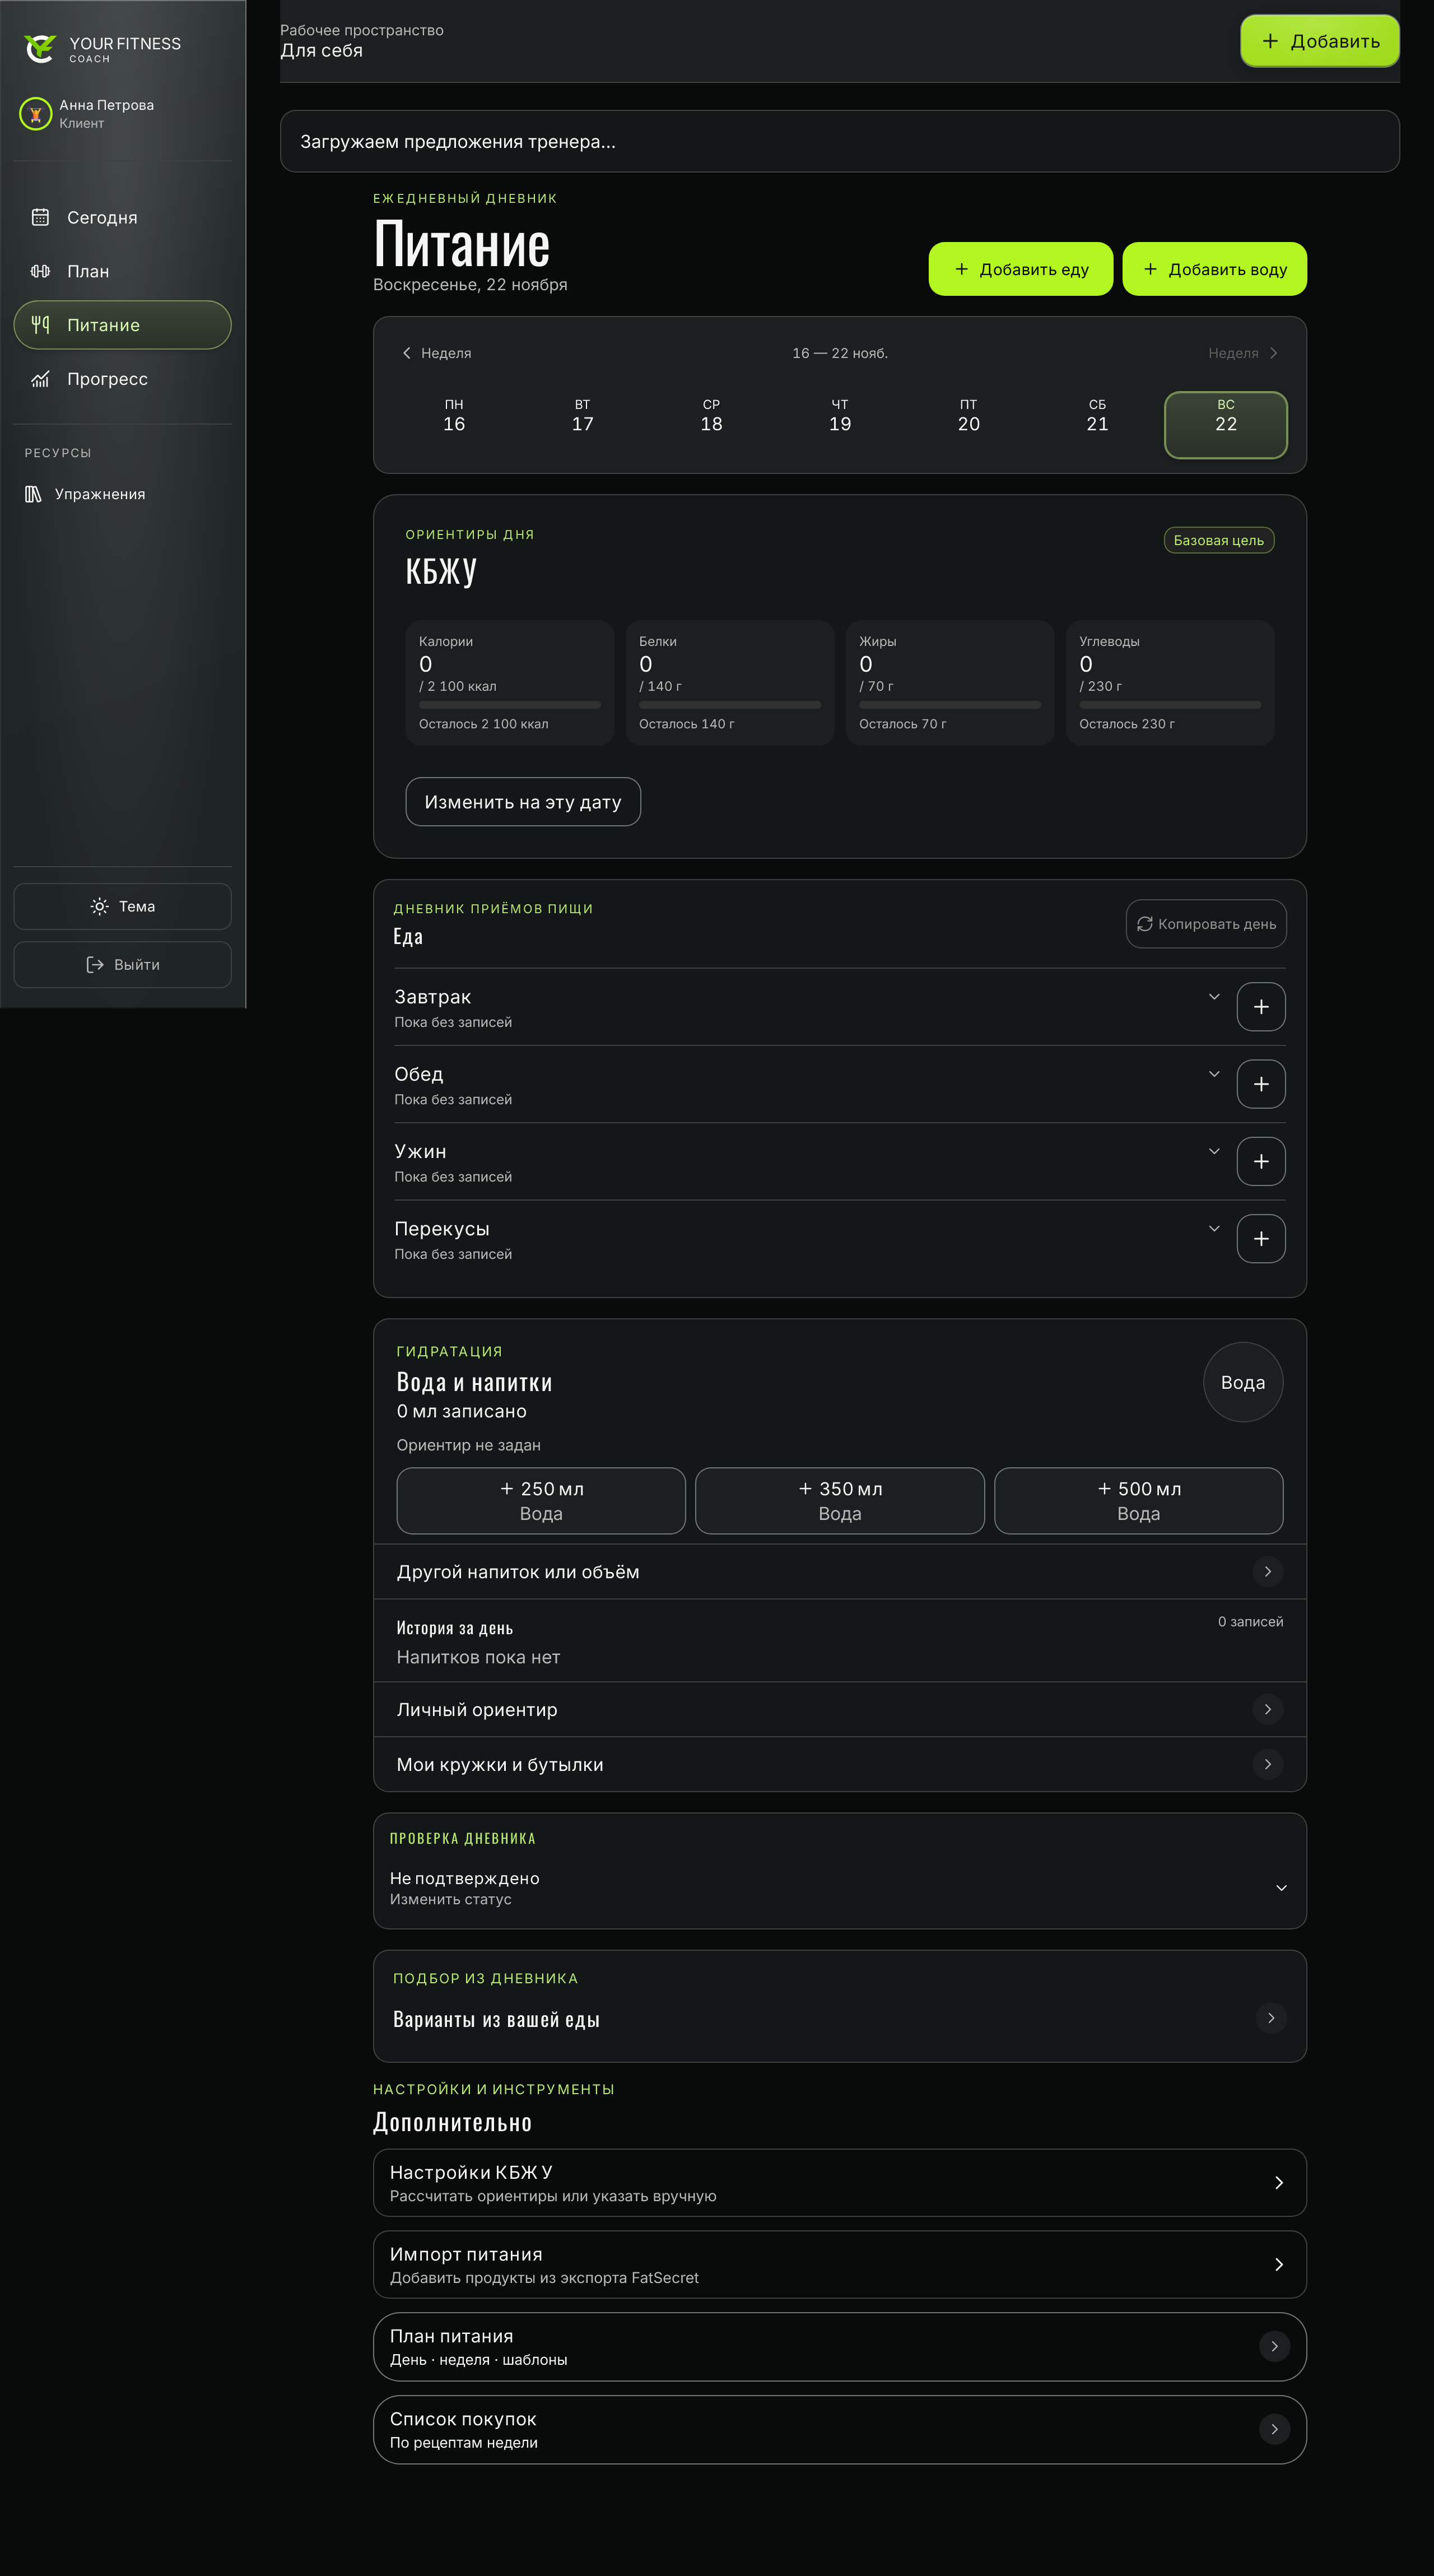 YOUR FITNESS
COACH
Анна Петрова
Клиент
Сегодня
План
Питание
Прогресс
РЕСУРСЫ
Упражнения
Тема
Выйти
Рабочее пространство
Для себя
Добавить
Загружаем предложения тренера...
ЕЖЕДНЕВНЫЙ ДНЕВНИК
Питание
Воскресенье, 22 ноября
Добавить еду
Добавить воду
Неделя
16 — 22 нояб.
Неделя
ПН
16
ВТ
17
СР
18
ЧТ
19
ПТ
20
СБ
21
ВС
22
ОРИЕНТИРЫ ДНЯ
КБЖУ
Базовая цель
Калории
0
/ 2 100 ккал
Осталось 2 100 ккал
Белки
0
/ 140 г
Осталось 140 г
Жиры
0
/ 70 г
Осталось 70 г
Углеводы
0
/ 230 г
Осталось 230 г
Изменить на эту дату
ДНЕВНИК ПРИЁМОВ ПИЩИ
Еда
Копировать день
Завтрак
Пока без записей
Обед
Пока без записей
Ужин
Пока без записей
Перекусы
Пока без записей
ГИДРАТАЦИЯ
Вода и напитки
0 мл записано
Вода
Ориентир не задан
+ 250 мл
Вода
+ 350 мл
Вода
+ 500 мл
Вода
Другой напиток или объём
История за день
0 записей
Напитков пока нет
Личный ориентир
Мои кружки и бутылки
ПРОВЕРКА ДНЕВНИКА
Не подтверждено
Изменить статус
ПОДБОР ИЗ ДНЕВНИКА
Варианты из вашей еды
НАСТРОЙКИ И ИНСТРУМЕНТЫ
Дополнительно
Настройки КБЖУ
Рассчитать ориентиры или указать вручную
Импорт питания
Добавить продукты из экспорта FatSecret
План питания
День · неделя · шаблоны
Список покупок
По рецептам недели